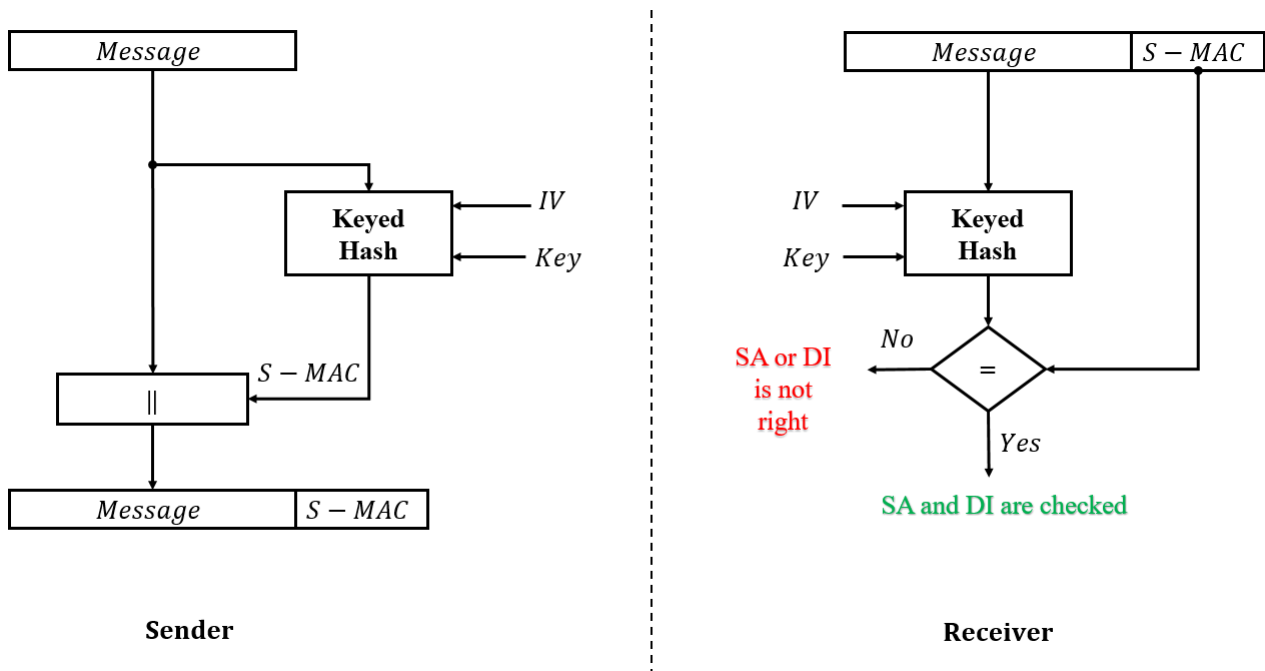 Message
Keyed
Hash
IV
Key
S − MAC
||
Message
S − MAC
Sender
Message
S − MAC
IV
Key
Keyed
Hash
No
=
SA or DI
is not
right
Yes
SA and DI are checked
Receiver